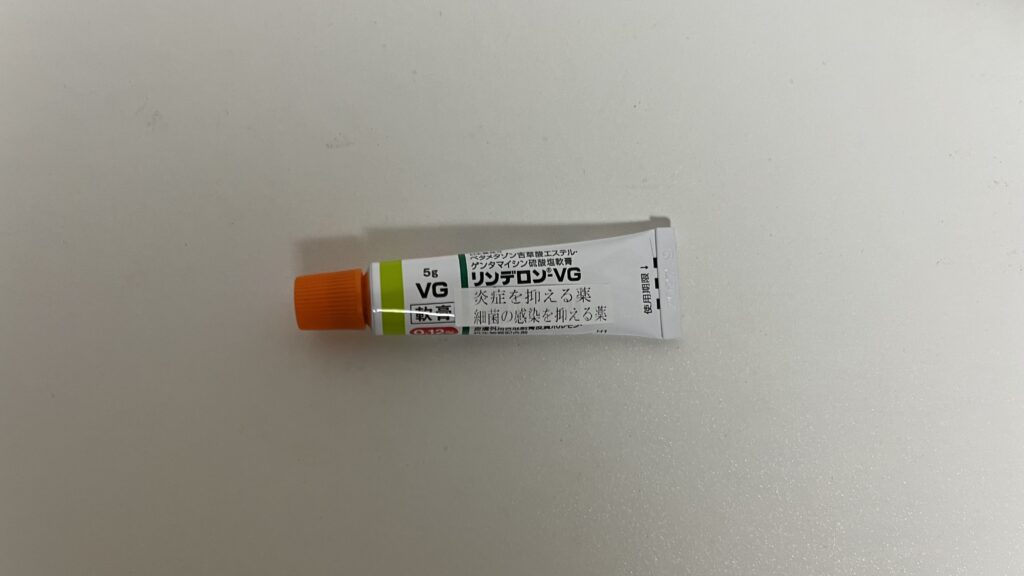 5g
VG
軟膏
0.12%
ベタメタゾン吉草酸エステル・
ゲンタマイシン硫酸塩軟膏
リンデロン®-VG
炎症を抑える薬
細菌の感染を抑える薬
使用期限